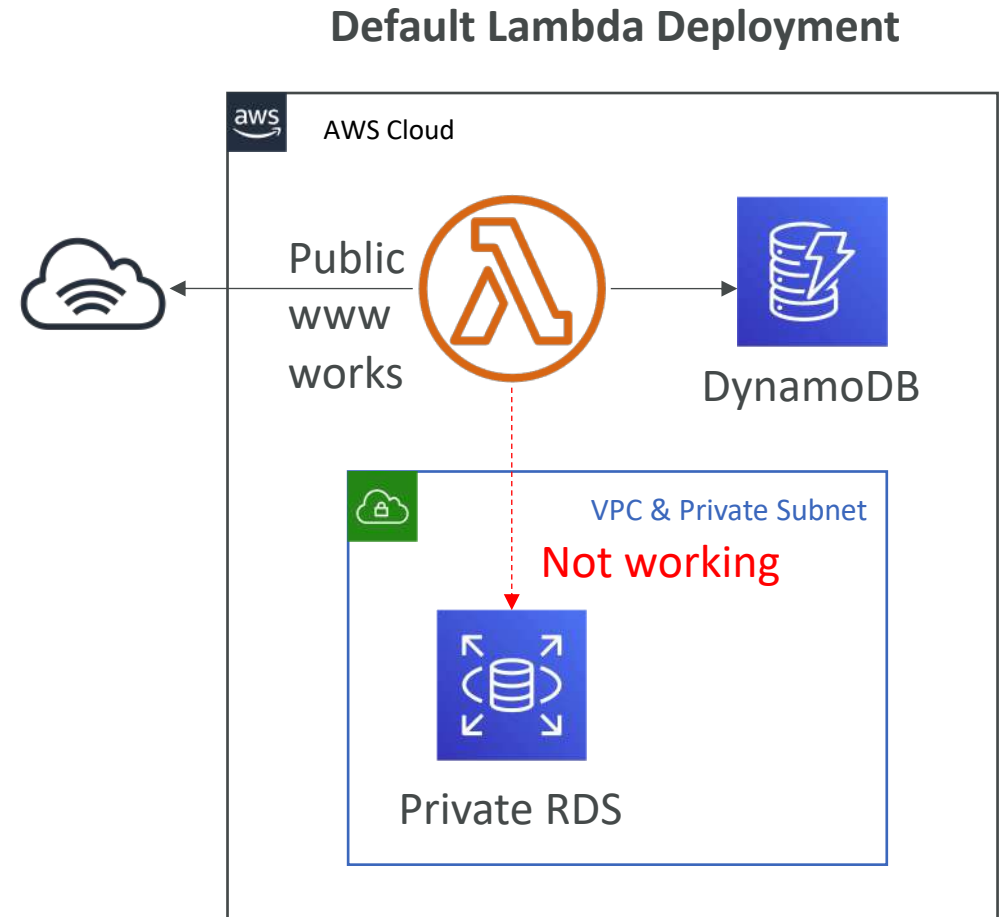 Default Lambda Deployment
aws
AWS Cloud
Public
www
works
DynamoDB
VPC & Private Subnet
Not working
Private RDS